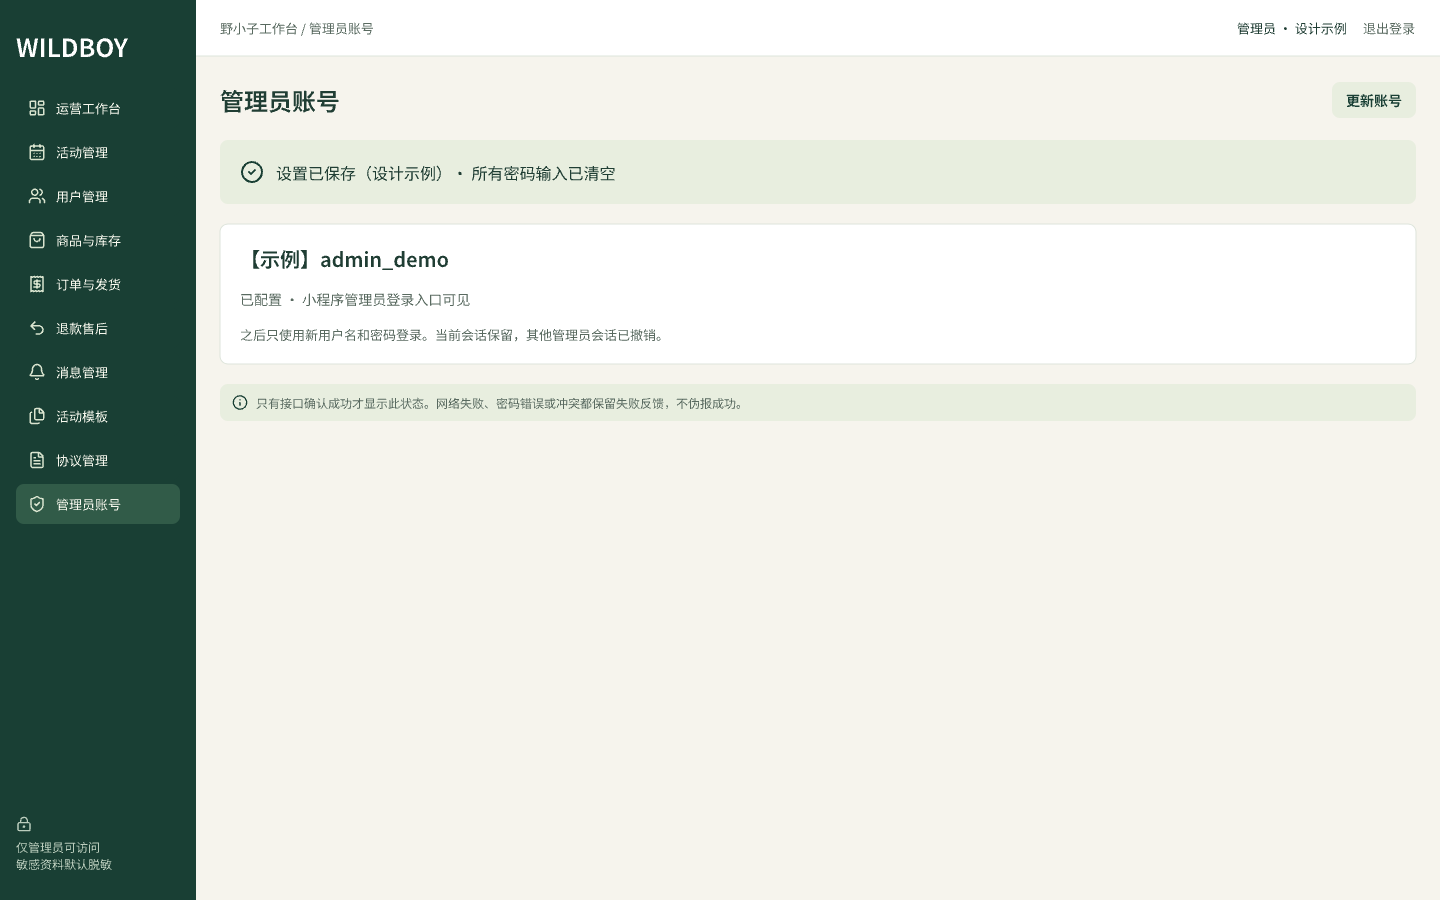 WILDBOY
运营工作台
活动管理
用户管理
商品与库存
订单与发货
退款售后
消息管理
活动模板
协议管理
管理员账号
仅管理员可访问
敏感资料默认脱敏
野小子工作台 / 管理员账号
管理员 · 设计示例 退出登录
管理员账号
更新账号
设置已保存（设计示例） · 所有密码输入已清空
【示例】admin_demo
已配置 · 小程序管理员登录入口可见
之后只使用新用户名和密码登录。当前会话保留，其他管理员会话已撤销。
只有接口确认成功才显示此状态。网络失败、密码错误或冲突都保留失败反馈，不伪报成功。